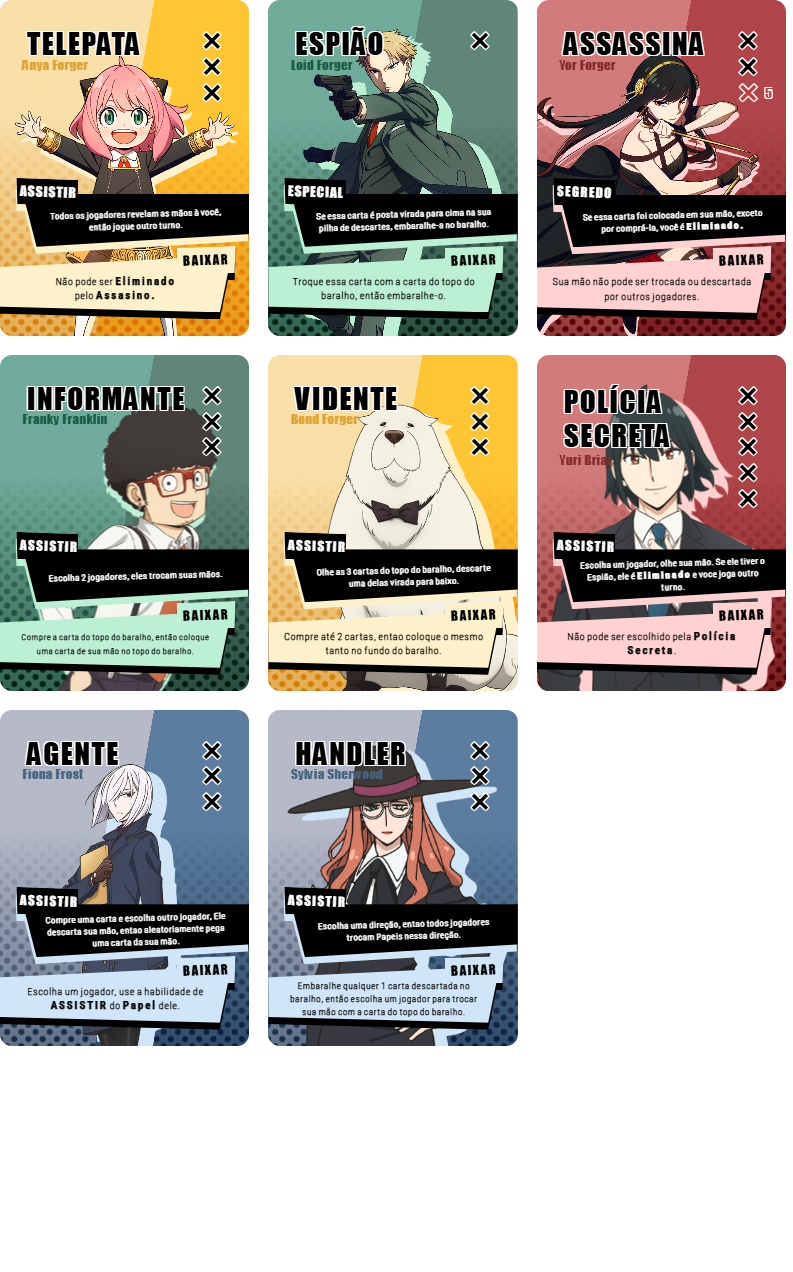 TELEPATA
Anya Forger
ASSISTIR
Todos os jogadores revelam as mãos à você,
então jogue outro turno.
BAIXAR
Não pode ser Eliminado
pelo Assasino.
ESPIÃO
Loid Forger
ESPECIAL
Se essa carta é posta virada para cima na sua
pilha de descartes, embaralhe-a no baralho.
BAIXAR
Troque essa carta com a carta do topo do
baralho, então embaralhe-o.
ASSASSINA
Yor Forger
5
SEGREDO
Se essa carta foi colocada em sua mão, exceto
por comprá-la, você é Eliminado.
BAIXAR
Sua mão não pode ser trocada ou descartada
por outros jogadores.
INFORMANTE
Franky Franklin
ASSISTIR
Escolha 2 jogadores, eles trocam suas mãos.
BAIXAR
Compre a carta do topo do baralho, então coloque
uma carta de sua mão no topo do baralho.
VIDENTE
Bond Forger
ASSISTIR
Olhe as 3 cartas do topo do baralho, descarte
uma delas virada para baixo.
BAIXAR
Compre até 2 cartas, entao coloque o mesmo
tanto no fundo do baralho.
POLÍCIA
SECRETA
Yuri Briar
ASSISTIR
Escolha um jogador, olhe sua mão. Se ele tiver o
Espião, ele é Eliminado e voce joga outro
turno.
BAIXAR
Não pode ser escolhido pela Polícia
Secreta.
AGENTE
Fiona Frost
ASSISTIR
Compre uma carta e escolha outro jogador, Ele
descarta sua mão, entao aleatoriamente pega
uma carta da sua mão.
BAIXAR
Escolha um jogador, use a habilidade de
ASSISTIR do Papel dele.
HANDLER
Sylvia Sherwood
ASSISTIR
Escolha uma direção, entao todos jogadores
trocam Papeis nessa direção.
BAIXAR
Embaralhe qualquer 1 carta descartada no
baralho, então escolha um jogador para trocar
sua mão com a carta do topo do baralho.